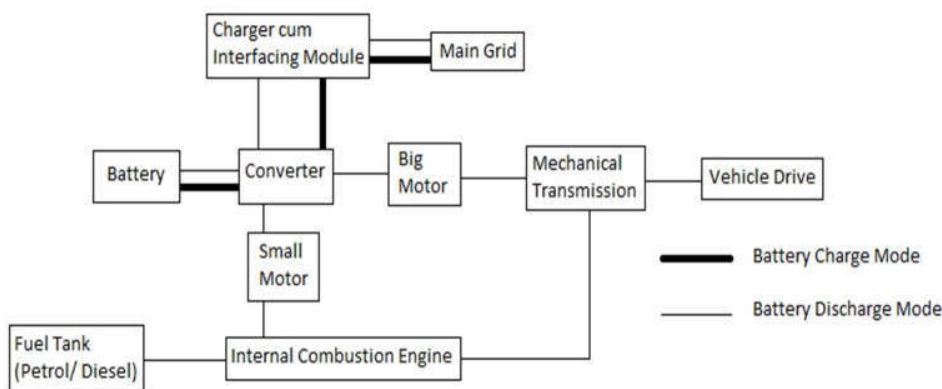 Charger cum
Interfacing Module
Main Grid
Battery
Converter
Big
Motor
Mechanical
Transmission
Vehicle Drive
Small
Motor
Battery Charge Mode
Battery Discharge Mode
Fuel Tank
(Petrol/ Diesel)
Internal Combustion Engine